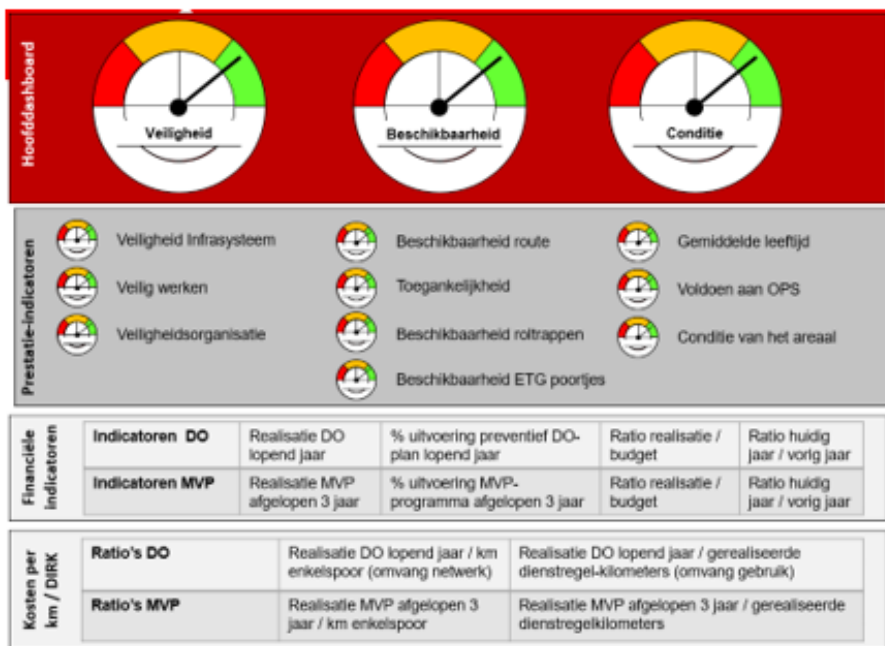 Hoofddashboard
Veiligheid
Beschikbaarheid
Conditie
Prestatie-indicatoren
Veiligheid Infrasysteem
Beschikbaarheid route
Gemiddelde leeftijd
Veilig werken
Toegankelijkheid
Voldoen aan OPS
Veiligheidsorganisatie
Beschikbaarheid roltrappen
Conditie van het areaal
Beschikbaarheid ETG poortjes
Financiële
indicatoren
Indicatoren DO
Realisatie DO
lopend jaar
% uitvoering preventief DO-
plan lopend jaar
Ratio realisatie /
budget
Ratio huidig
jaar / vorig jaar
Indicatoren MVP
Realisatie MVP
afgelopen 3 jaar
% uitvoering MVP-
programma afgelopen 3 jaar
Ratio realisatie /
budget
Ratio huidig
jaar / vorig jaar
Kosten per
km / DIRK
Ratio's DO
Realisatie DO lopend jaar / km
enkelspoor (omvang netwerk)
Realisatie DO lopend jaar / gerealiseerde
dienstregel-kilometers (omvang gebruik)
Ratio's MVP
Realisatie MVP afgelopen 3
jaar / km enkelspoor
Realisatie MVP afgelopen 3 jaar / gerealiseerde
dienstregelkilometers